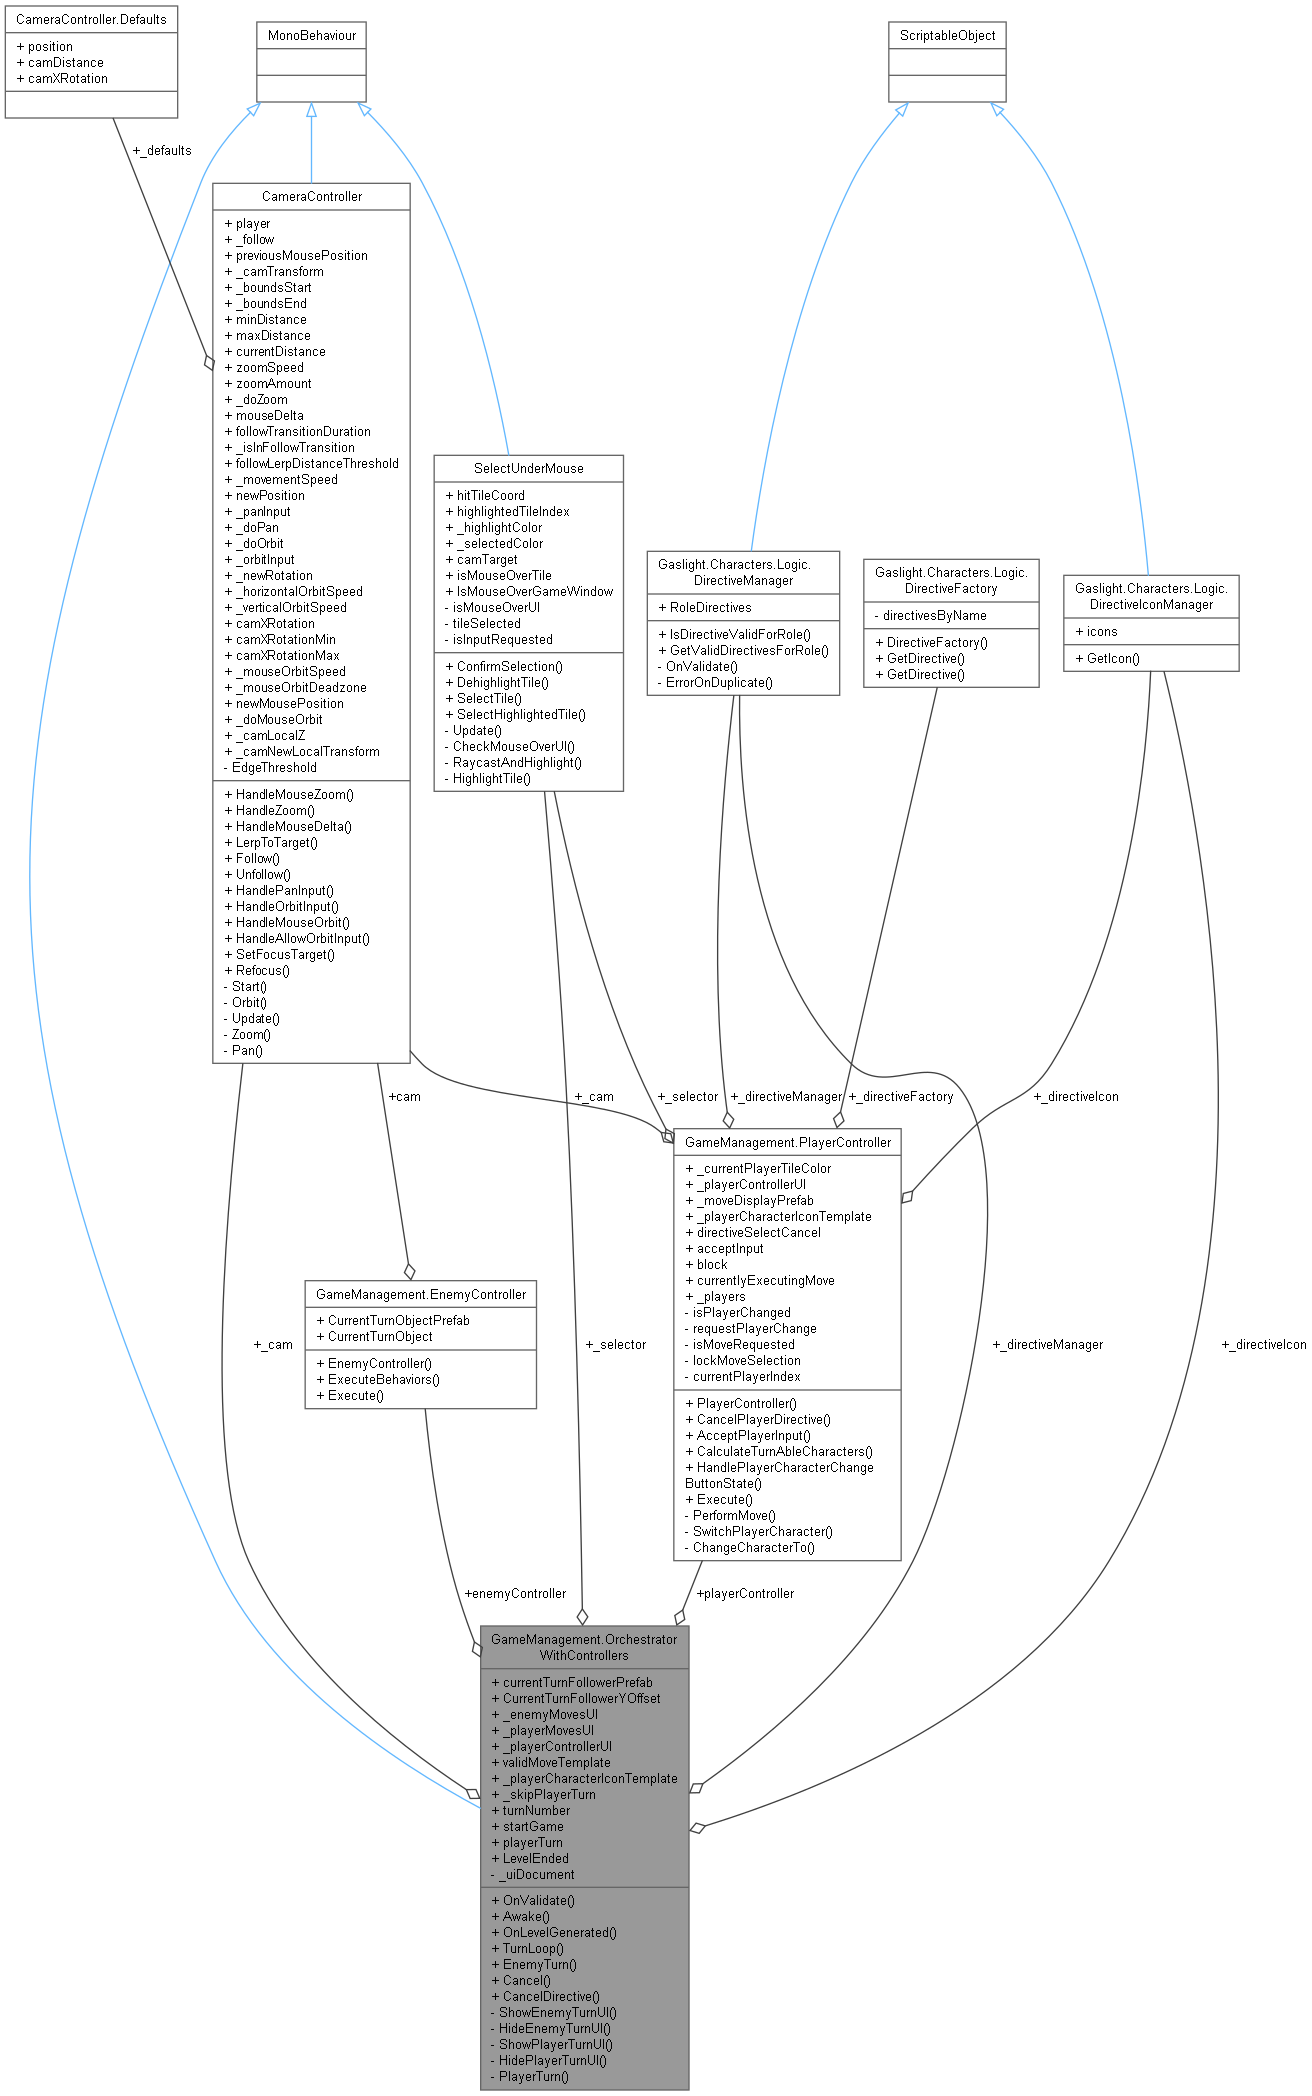 CameraController.Defaults
+ position
+ camDistance
+ camXRotation
MonoBehaviour
ScriptableObject
+_defaults
CameraController
+ player
+ _follow
+ previousMousePosition
+ _camTransform
+ _boundsStart
+ _boundsEnd
+ minDistance
+ maxDistance
+ currentDistance
+ zoomSpeed
+ zoomAmount
+ _doZoom
+ mouseDelta
+ followTransitionDuration
+ _isInFollowTransition
+ followLerpDistanceThreshold
+ _movementSpeed
+ newPosition
+ _panInput
+ _doPan
+ _doOrbit
+ _orbitInput
+ _newRotation
+ _horizontalOrbitSpeed
+ _verticalOrbitSpeed
+ camXRotation
+ camXRotationMin
+ camXRotationMax
+ _mouseOrbitSpeed
+ _mouseOrbitDeadzone
+ newMousePosition
+ _doMouseOrbit
+ _camLocalZ
+ _camNewLocalTransform
- EdgeThreshold
+ HandleMouseZoom()
+ HandleZoom()
+ HandleMouseDelta()
+ LerpToTarget()
+ Follow()
+ Unfollow()
+ HandlePanInput()
+ HandleOrbitInput()
+ HandleMouseOrbit()
+ HandleAllowOrbitInput()
+ SetFocusTarget()
+ Refocus()
- Start()
- Orbit()
- Update()
- Zoom()
- Pan()
SelectUnderMouse
+ hitTileCoord
+ highlightedTileIndex
+ _highlightColor
+ _selectedColor
+ camTarget
+ isMouseOverTile
+ IsMouseOverGameWindow
- isMouseOverUI
- tileSelected
- isInputRequested
+ ConfirmSelection()
+ DehighlightTile()
+ SelectTile()
+ SelectHighlightedTile()
- Update()
- CheckMouseOverUI()
- RaycastAndHighlight()
- HighlightTile()
Gaslight.Characters.Logic.
DirectiveManager
+ RoleDirectives
+ IsDirectiveValidForRole()
+ GetValidDirectivesForRole()
- OnValidate()
- ErrorOnDuplicate()
Gaslight.Characters.Logic.
DirectiveFactory
- directivesByName
+ DirectiveFactory()
+ GetDirective()
+ GetDirective()
Gaslight.Characters.Logic.
DirectiveIconManager
+ icons
+ GetIcon()
+cam
+_cam
+_selector
+_directiveManager
+_directiveFactory
+_directiveIcon
GameManagement.PlayerController
+ _currentPlayerTileColor
+ _playerControllerUI
+ _moveDisplayPrefab
+ _playerCharacterIconTemplate
+ directiveSelectCancel
+ acceptInput
+ block
+ currentlyExecutingMove
+ _players
- isPlayerChanged
- requestPlayerChange
- isMoveRequested
- lockMoveSelection
- currentPlayerIndex
+ PlayerController()
+ CancelPlayerDirective()
+ AcceptPlayerInput()
+ CalculateTurnAbleCharacters()
+ HandlePlayerCharacterChange
ButtonState()
+ Execute()
- PerformMove()
- SwitchPlayerCharacter()
- ChangeCharacterTo()
GameManagement.EnemyController
+ CurrentTurnObjectPrefab
+ CurrentTurnObject
+ EnemyController()
+ ExecuteBehaviors()
+ Execute()
+_cam
+_selector
+_directiveManager
+_directiveIcon
+enemyController
+playerController
GameManagement.Orchestrator
WithControllers
+ currentTurnFollowerPrefab
+ CurrentTurnFollowerYOffset
+ _enemyMovesUI
+ _playerMovesUI
+ _playerControllerUI
+ validMoveTemplate
+ _playerCharacterIconTemplate
+ _skipPlayerTurn
+ turnNumber
+ startGame
+ playerTurn
+ LevelEnded
- _uiDocument
+ OnValidate()
+ Awake()
+ OnLevelGenerated()
+ TurnLoop()
+ EnemyTurn()
+ Cancel()
+ CancelDirective()
- ShowEnemyTurnUI()
- HideEnemyTurnUI()
- ShowPlayerTurnUI()
- HidePlayerTurnUI()
- PlayerTurn()